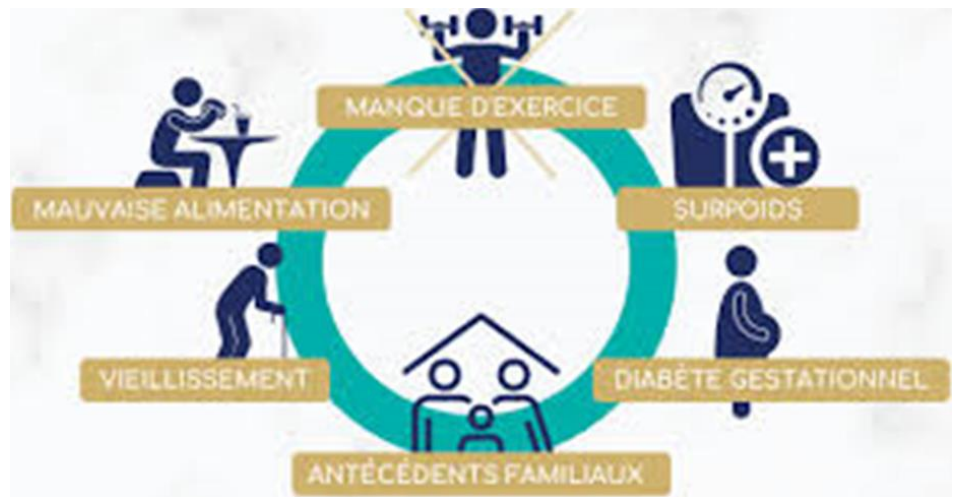 MANQUE D'EXERCICE
MAUVAISE ALIMENTATION
SURPOIDS
VIEILLISSEMENT
DIABÈTE GESTATIONNEL
ANTÉCÉDENTS FAMILIAUX